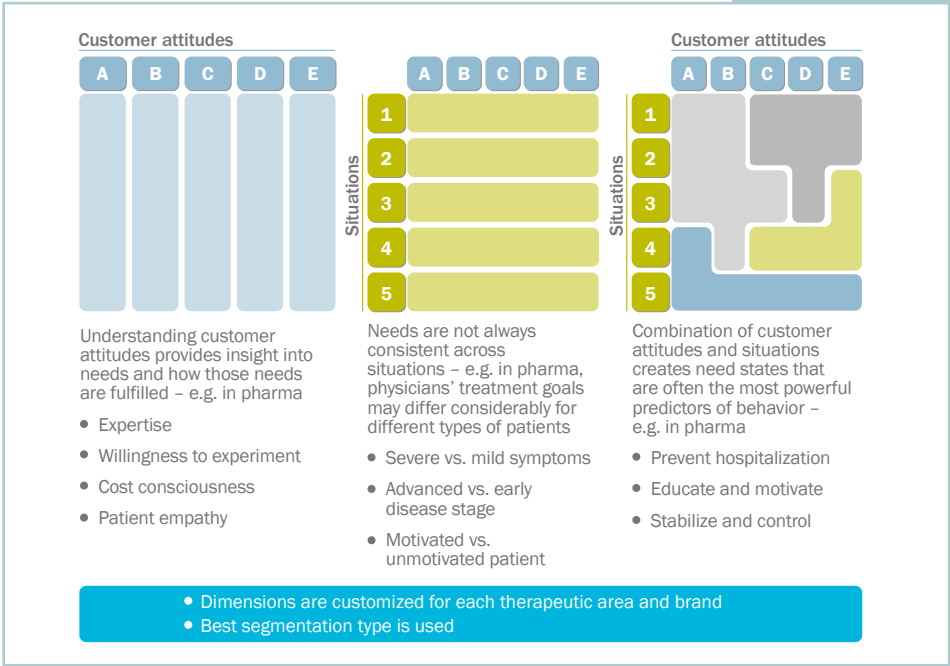 Customer attitudes
A B C D E
Understanding customer
attitudes provides insight into
needs and how those needs
are fulfilled – e.g. in pharma
• Expertise
• Willingness to experiment
• Cost consciousness
• Patient empathy
A B C D E
Situations
1
2
3
4
5
Needs are not always
consistent across
situations – e.g. in pharma,
physicians’ treatment goals
may differ considerably for
different types of patients
• Severe vs. mild symptoms
• Advanced vs. early
disease stage
• Motivated vs.
unmotivated patient
Customer attitudes
A B C D E
Situations
1
2
3
4
5
Combination of customer
attitudes and situations
creates need states that
are often the most powerful
predictors of behavior –
e.g. in pharma
• Prevent hospitalization
• Educate and motivate
• Stabilize and control
• Dimensions are customized for each therapeutic area and brand
• Best segmentation type is used